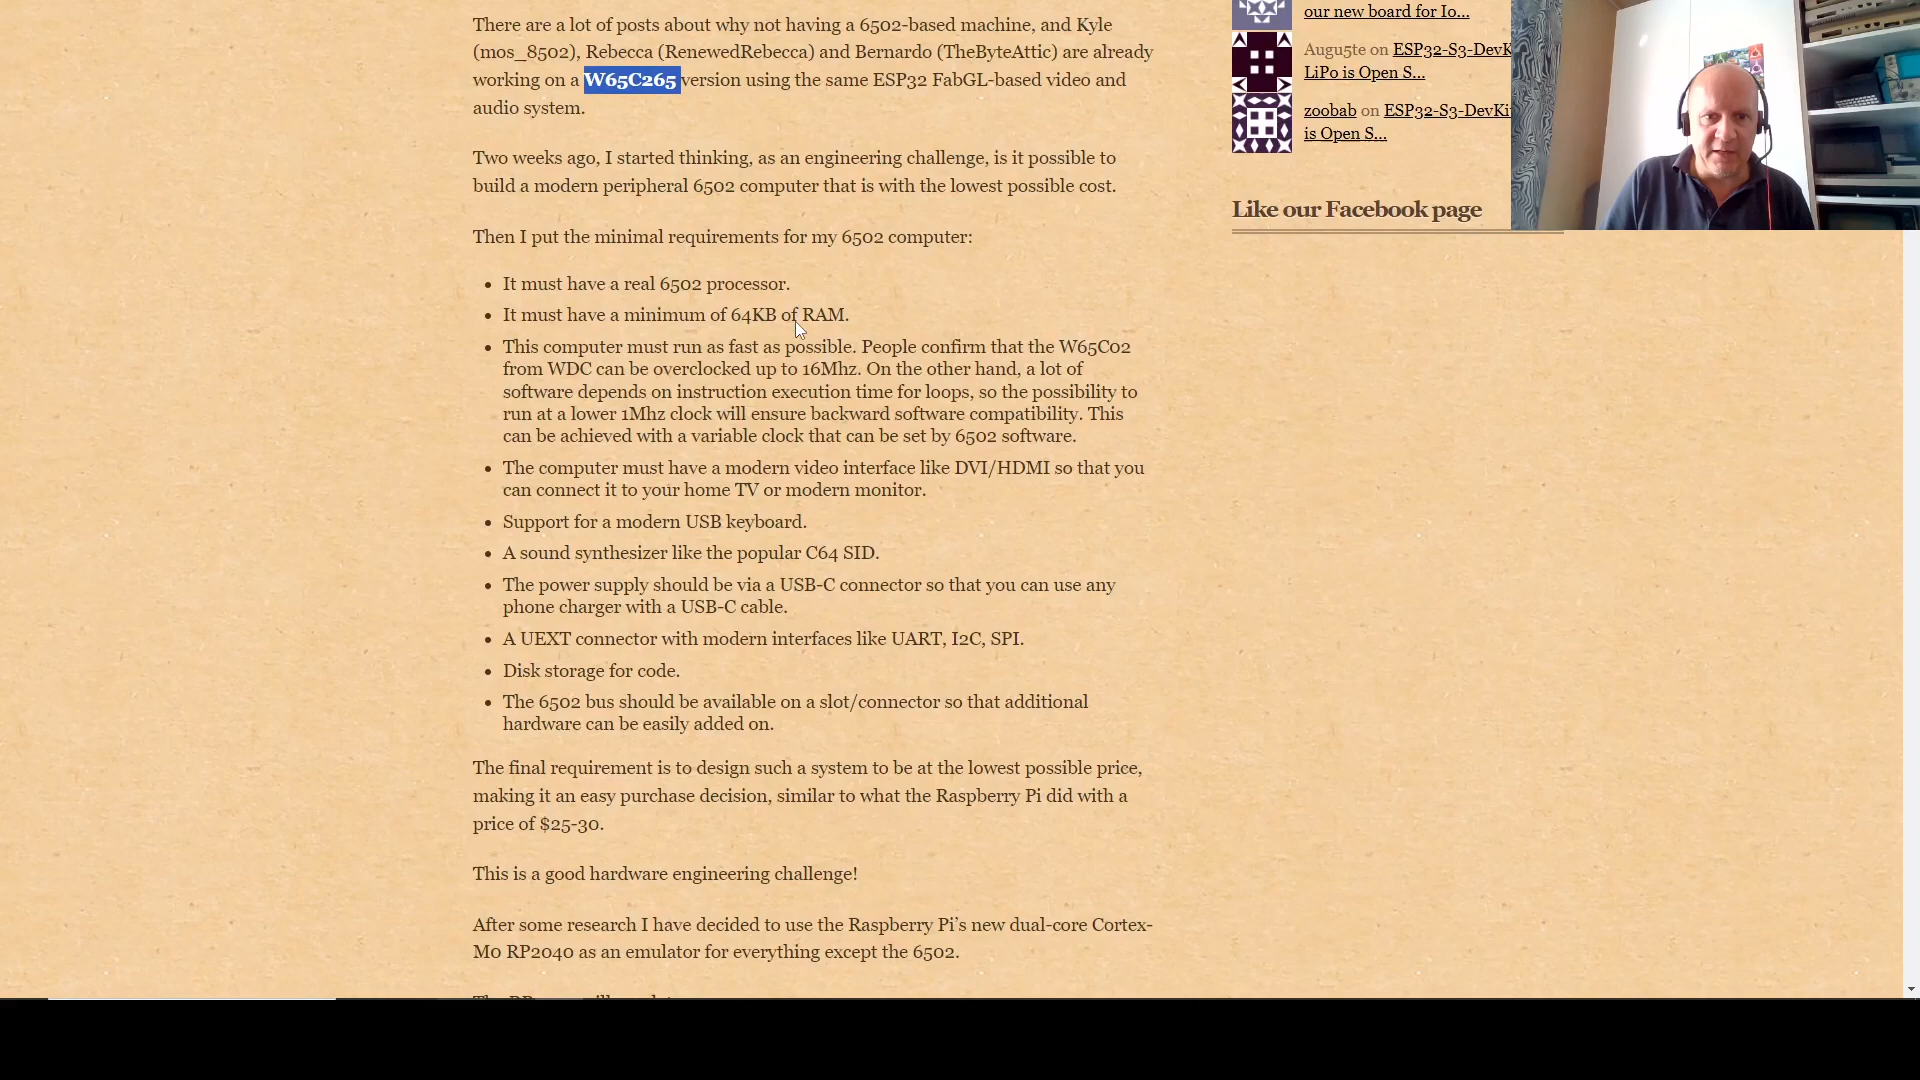 There are a lot of posts about why not having a 6502-based machine, and Kyle
(mos_8502), Rebecca (RenewedRebecca) and Bernardo (TheByteAttic) are already
working on a W65C265 version using the same ESP32 FabGL-based video and
audio system.
Two weeks ago, I started thinking, as an engineering challenge, is it possible to
build a modern peripheral 6502 computer that is with the lowest possible cost.
Then I put the minimal requirements for my 6502 computer:
It must have a real 6502 processor.
It must have a minimum of 64KB of RAM.
This computer must run as fast as possible. People confirm that the W65C02
from WDC can be overclocked up to 16Mhz. On the other hand, a lot of
software depends on instruction execution time for loops, so the possibility to
run at a lower 1Mhz clock will ensure backward software compatibility. This
can be achieved with a variable clock that can be set by 6502 software.
The computer must have a modern video interface like DVI/HDMI so that you
can connect it to your home TV or modern monitor.
Support for a modern USB keyboard.
A sound synthesizer like the popular C64 SID.
The power supply should be via a USB-C connector so that you can use any
phone charger with a USB-C cable.
A UEXT connector with modern interfaces like UART, I2C, SPI.
Disk storage for code.
The 6502 bus should be available on a slot/connector so that additional
hardware can be easily added on.
The final requirement is to design such a system to be at the lowest possible price,
making it an easy purchase decision, similar to what the Raspberry Pi did with a
price of $25-30.
This is a good hardware engineering challenge!
After some research I have decided to use the Raspberry Pi’s new dual-core Cortex-
M0 RP2040 as an emulator for everything except the 6502.
our new board for Io...
Augu5te on ESP32-S3-DevK
LiPo is Open S...
zoobab on ESP32-S3-DevKi
is Open S...
Like our Facebook page